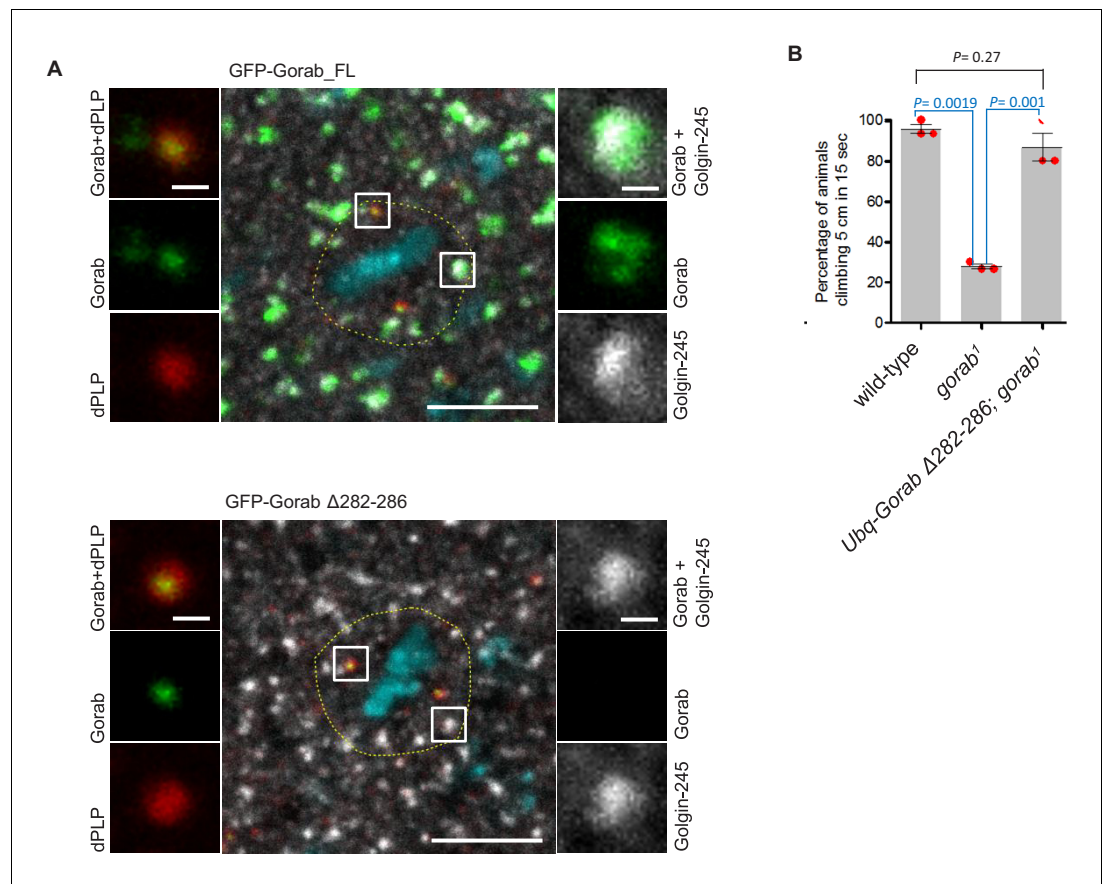 A
GFP-Gorab_FL
Gorab+dPLP
Gorab
dPLP
Gorab +
Golgin-245
Gorab
Golgin-245
GFP-Gorab Δ282-286
Gorab+dPLP
Gorab
dPLP
Gorab +
Golgin-245
Gorab
Golgin-245
B
P= 0.27
P= 0.0019
P= 0.001
Percentage of animals
climbing 5 cm in 15 sec
100
80
60
40
20
0
wild-type
gorab¹
Ubq-Gorab Δ282-286; gorab¹